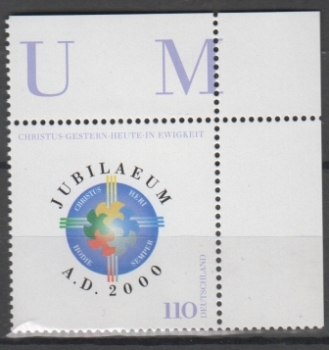 U M
CHRISTUS·GESTERN·HEUTE·IN EWIGKEIT
JUBILAEUM
CHRISTUS HERI
HODIE SEMPER
A.D. 2000
110
DEUTSCHLAND